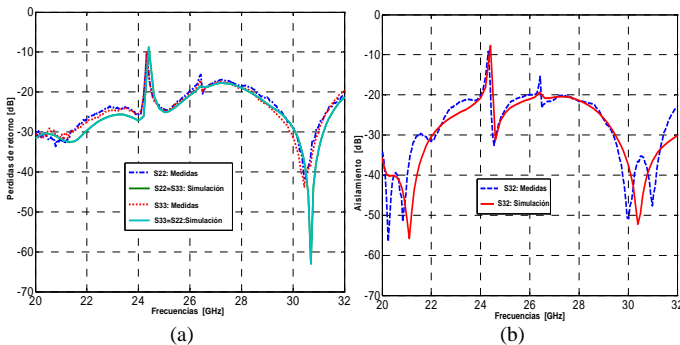 -10
-20
-30
-40
-50
-60
-70
Perdidas de retorno [dB]
S22: Medidas
S22=S33: Simulación
S33: Medidas
S33=S22:Simulación
20 22 24 26 28 30 32
Frecuencias [GHz]
(a)
0
-10
-20
-30
-40
-50
-60
-70
Aislamiento [dB]
S32: Medidas
S32: Simulación
20 22 24 26 28 30 32
Frecuencias [GHz]
(b)